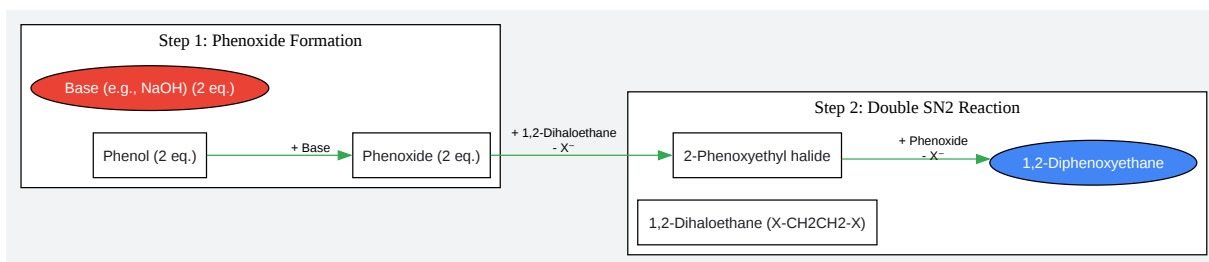 Step 1: Phenoxide Formation
Base (e.g., NaOH) (2 eq.)
Phenol (2 eq.)
+ Base
Phenoxide (2 eq.)
+ 1,2-Dihaloethane
- X⁻
Step 2: Double SN2 Reaction
2-Phenoxyethyl halide
+ Phenoxide
- X⁻
1,2-Diphenoxyethane
1,2-Dihaloethane (X-CH2CH2-X)